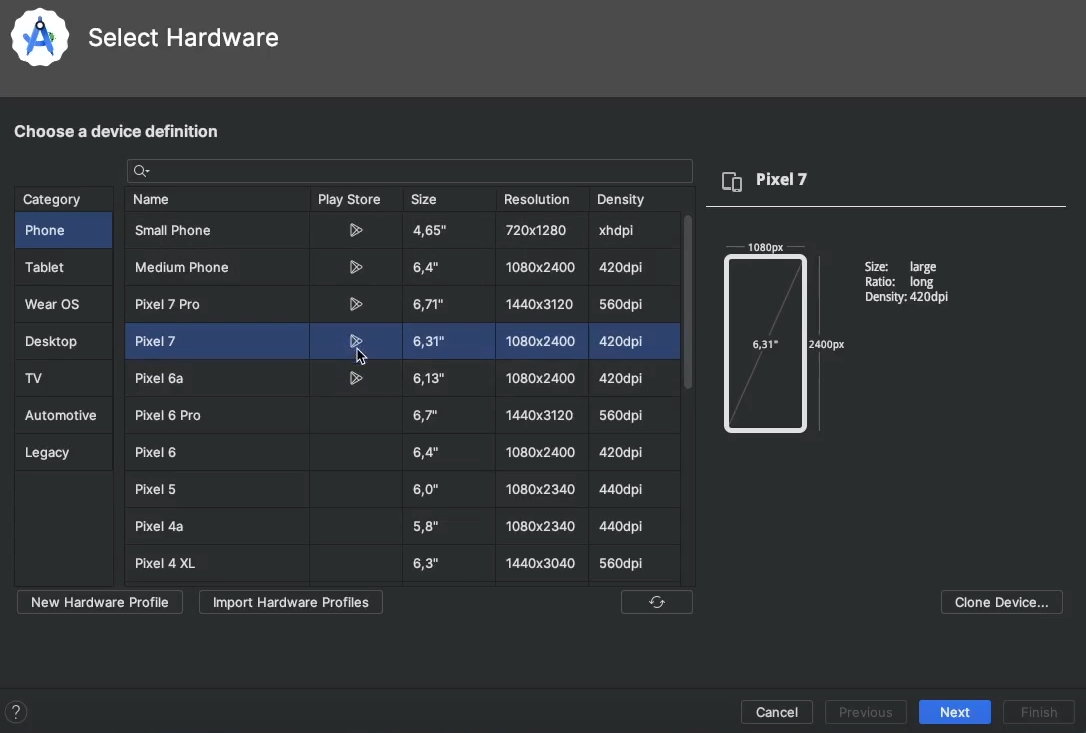 Select Hardware
Choose a device definition
Category
Phone
Tablet
Wear OS
Desktop
TV
Automotive
Legacy
Name Play Store Size Resolution Density
Small Phone 4,65" 720x1280 xhdpi
Medium Phone 6,4" 1080x2400 420dpi
Pixel 7 Pro 6,71" 1440x3120 560dpi
Pixel 7 6,31" 1080x2400 420dpi
Pixel 6a 6,13" 1080x2400 420dpi
Pixel 6 Pro 6,7" 1440x3120 560dpi
Pixel 6 6,4" 1080x2400 420dpi
Pixel 5 6,0" 1080x2340 440dpi
Pixel 4a 5,8" 1080x2340 440dpi
Pixel 4 XL 6,3" 1440x3040 560dpi
New Hardware Profile Import Hardware Profiles
Pixel 7
1080px
6,31"
2400px
Size: large
Ratio: long
Density: 420dpi
Clone Device...
? Cancel Previous Next Finish